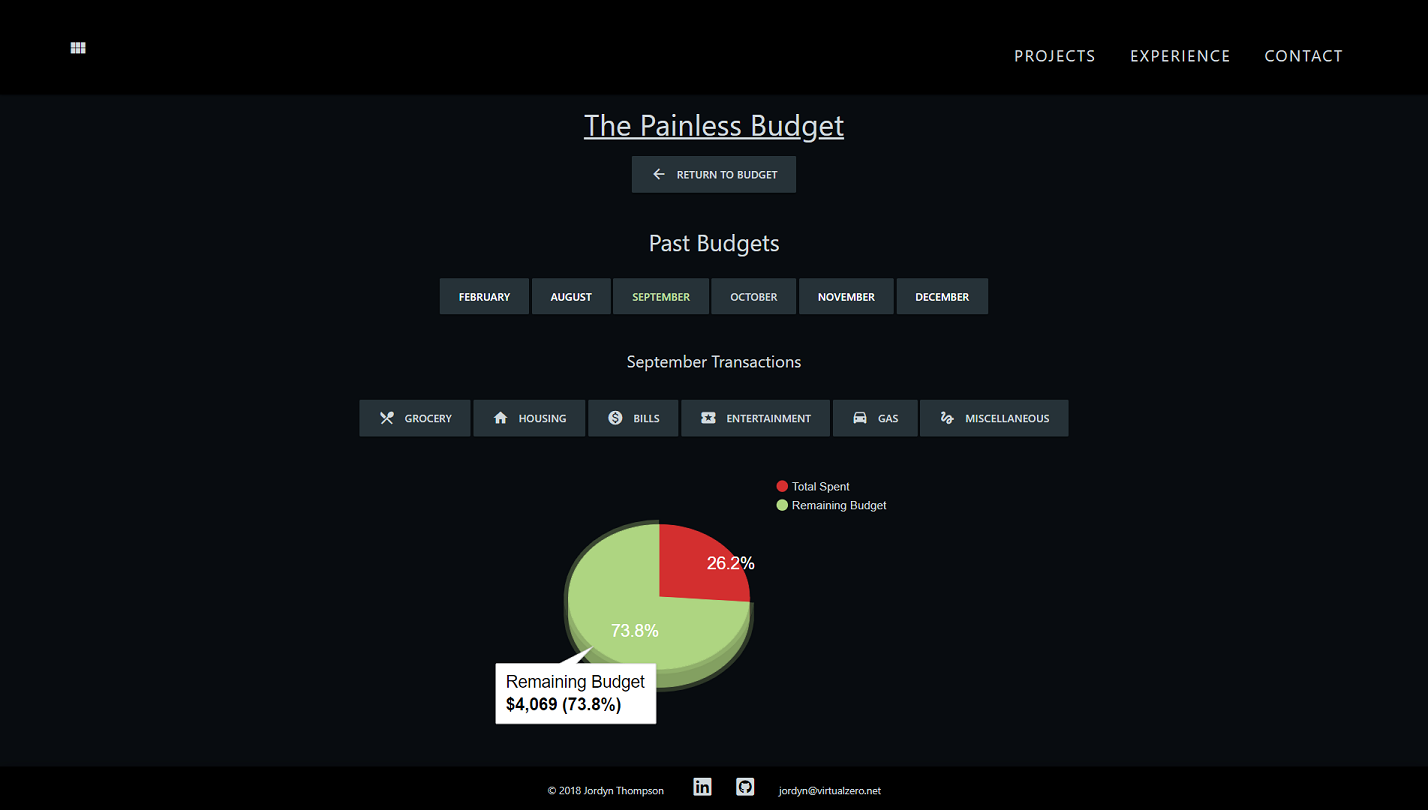 PROJECTS EXPERIENCE CONTACT
The Painless Budget
RETURN TO BUDGET
Past Budgets
FEBRUARY AUGUST SEPTEMBER OCTOBER NOVEMBER DECEMBER
September Transactions
GROCERY HOUSING BILLS ENTERTAINMENT GAS MISCELLANEOUS
Total Spent
Remaining Budget
26.2%
73.8%
Remaining Budget
$4,069 (73.8%)
© 2018 Jordyn Thompson in jordyn@virtualzero.net